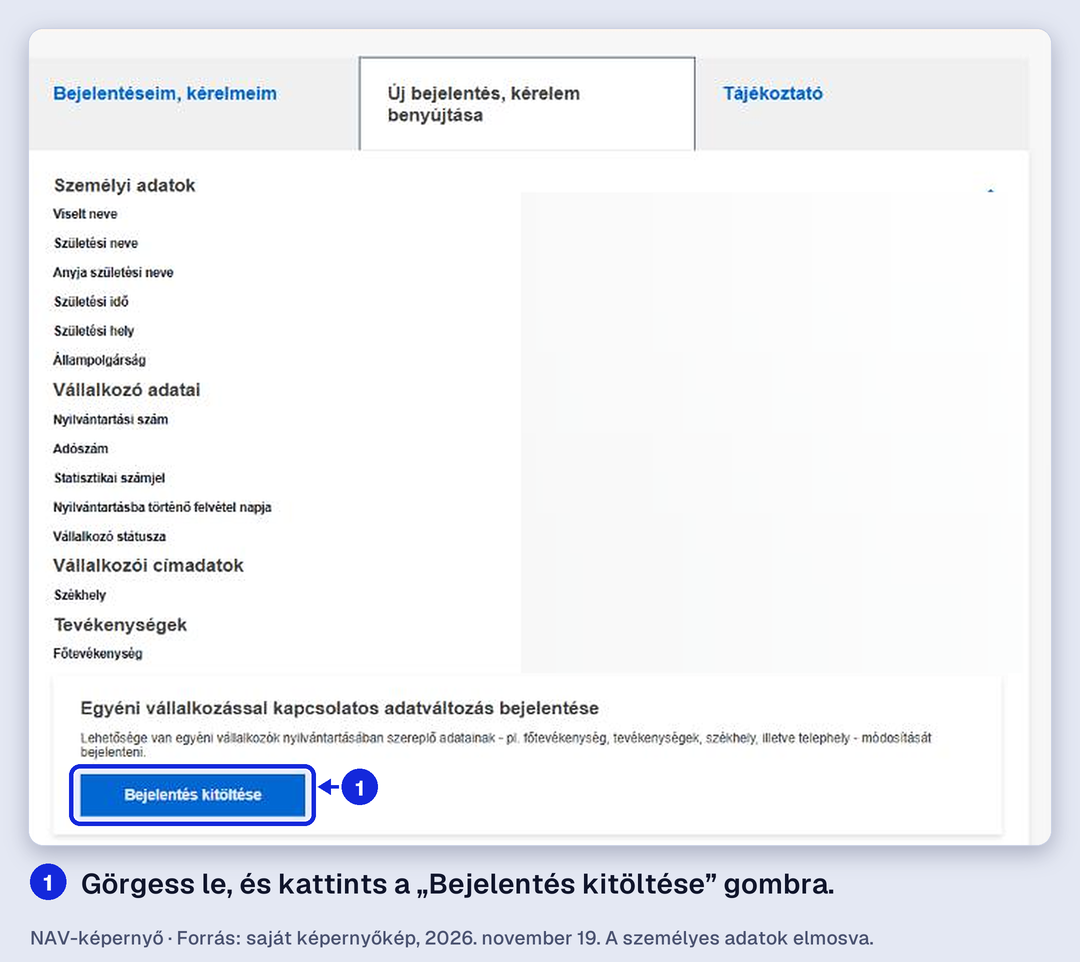 Bejelentéseim, kérelmeim
Új bejelentés, kérelem
benyújtása
Tájékoztató
Személyi adatok
Viselt neve
Születési neve
Anyja születési neve
Születési idő
Születési hely
Állampolgárság
Vállalkozó adatai
Nyilvántartási szám
Adószám
Statisztikai számjel
Nyilvántartásba történő felvétel napja
Vállalkozó státusza
Vállalkozói címadatok
Székhely
Tevékenységek
Főtevékenység
Egyéni vállalkozással kapcsolatos adatváltozás bejelentése
Lehetősége van egyéni vállalkozók nyilvántartásában szereplő adatainak - pl. főtevékenység, tevékenységek, székhely, illetve telephely - módosítását
bejelenteni.
Bejelentés kitöltése
1
1 Görgess le, és kattints a „Bejelentés kitöltése” gombra.
NAV-képernyő · Forrás: saját képernyőkép, 2026. november 19. A személyes adatok elmosva.